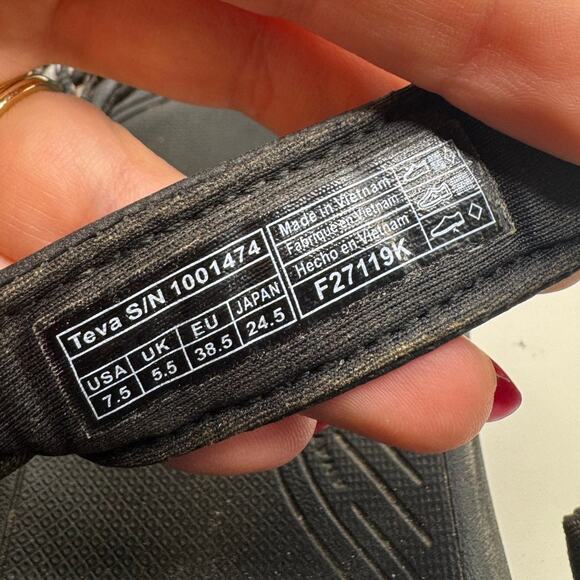 Teva S/N 1001474
USA UK EU JAPAN
7.5 5.5 38.5 24.5
Made in Vietnam
Fabriqué en Vietnam
Hecho en Vietnam
F27119K